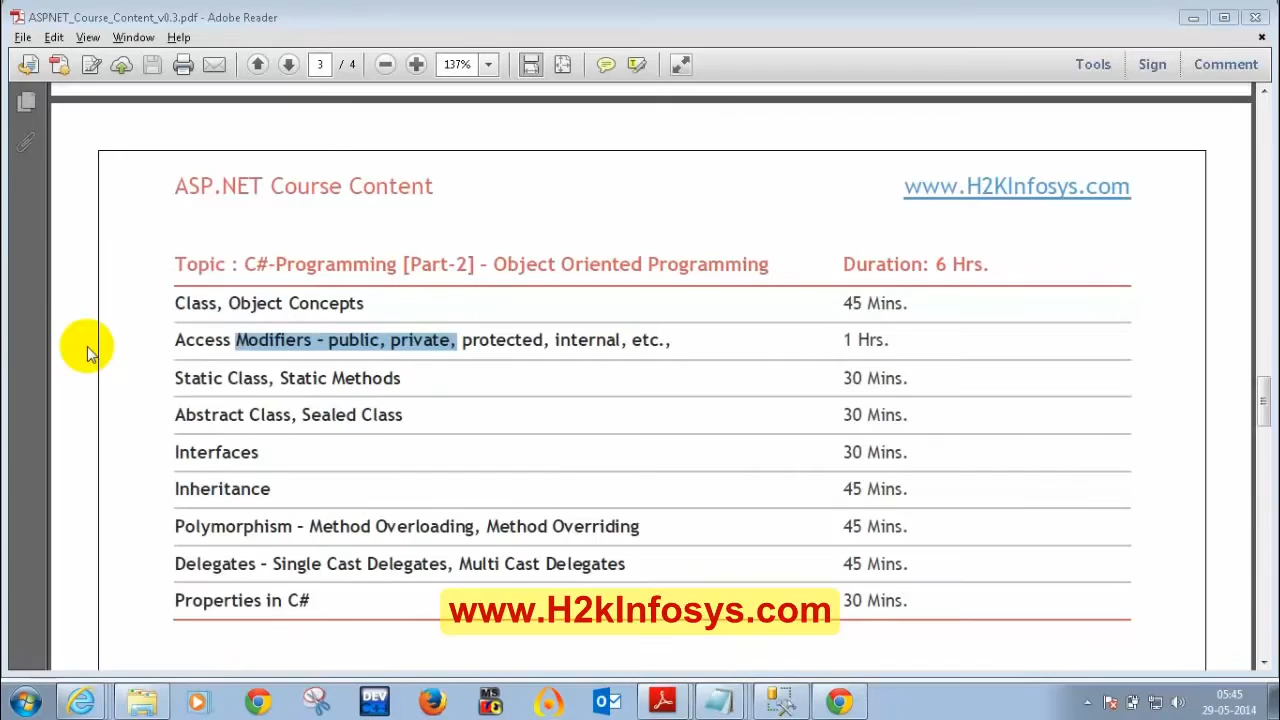 ASPNET_Course_Content_v0.3.pdf - Adobe Reader
File Edit View Window Help
3 / 4 137% Tools Sign Comment
ASP.NET Course Content www.H2KInfosys.com
Topic : C#-Programming [Part-2] - Object Oriented Programming Duration: 6 Hrs.
Class, Object Concepts 45 Mins.
Access Modifiers - public, private, protected, internal, etc., 1 Hrs.
Static Class, Static Methods 30 Mins.
Abstract Class, Sealed Class 30 Mins.
Interfaces 30 Mins.
Inheritance 45 Mins.
Polymorphism - Method Overloading, Method Overriding 45 Mins.
Delegates - Single Cast Delegates, Multi Cast Delegates 45 Mins.
Properties in C# 30 Mins.
www.H2kInfosys.com
DEV MS 05:45
29-05-2014